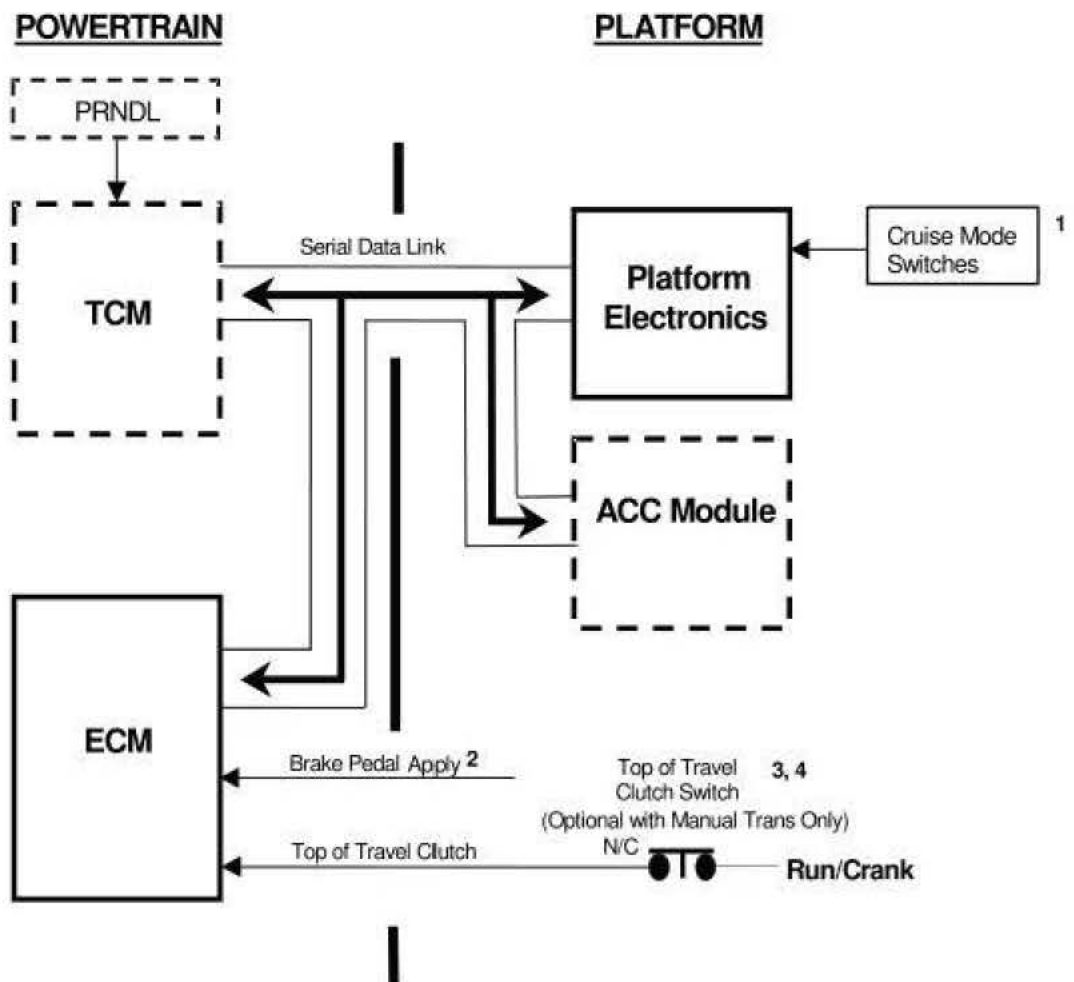 POWERTRAIN
PLATFORM
PRNDL
Serial Data Link
TCM
Platform
Electronics
Cruise Mode
Switches
1
ACC Module
ECM
Brake Pedal Apply 2
Top of Travel 3, 4
Clutch Switch
(Optional with Manual Trans Only)
N/C
Top of Travel Clutch
Run/Crank